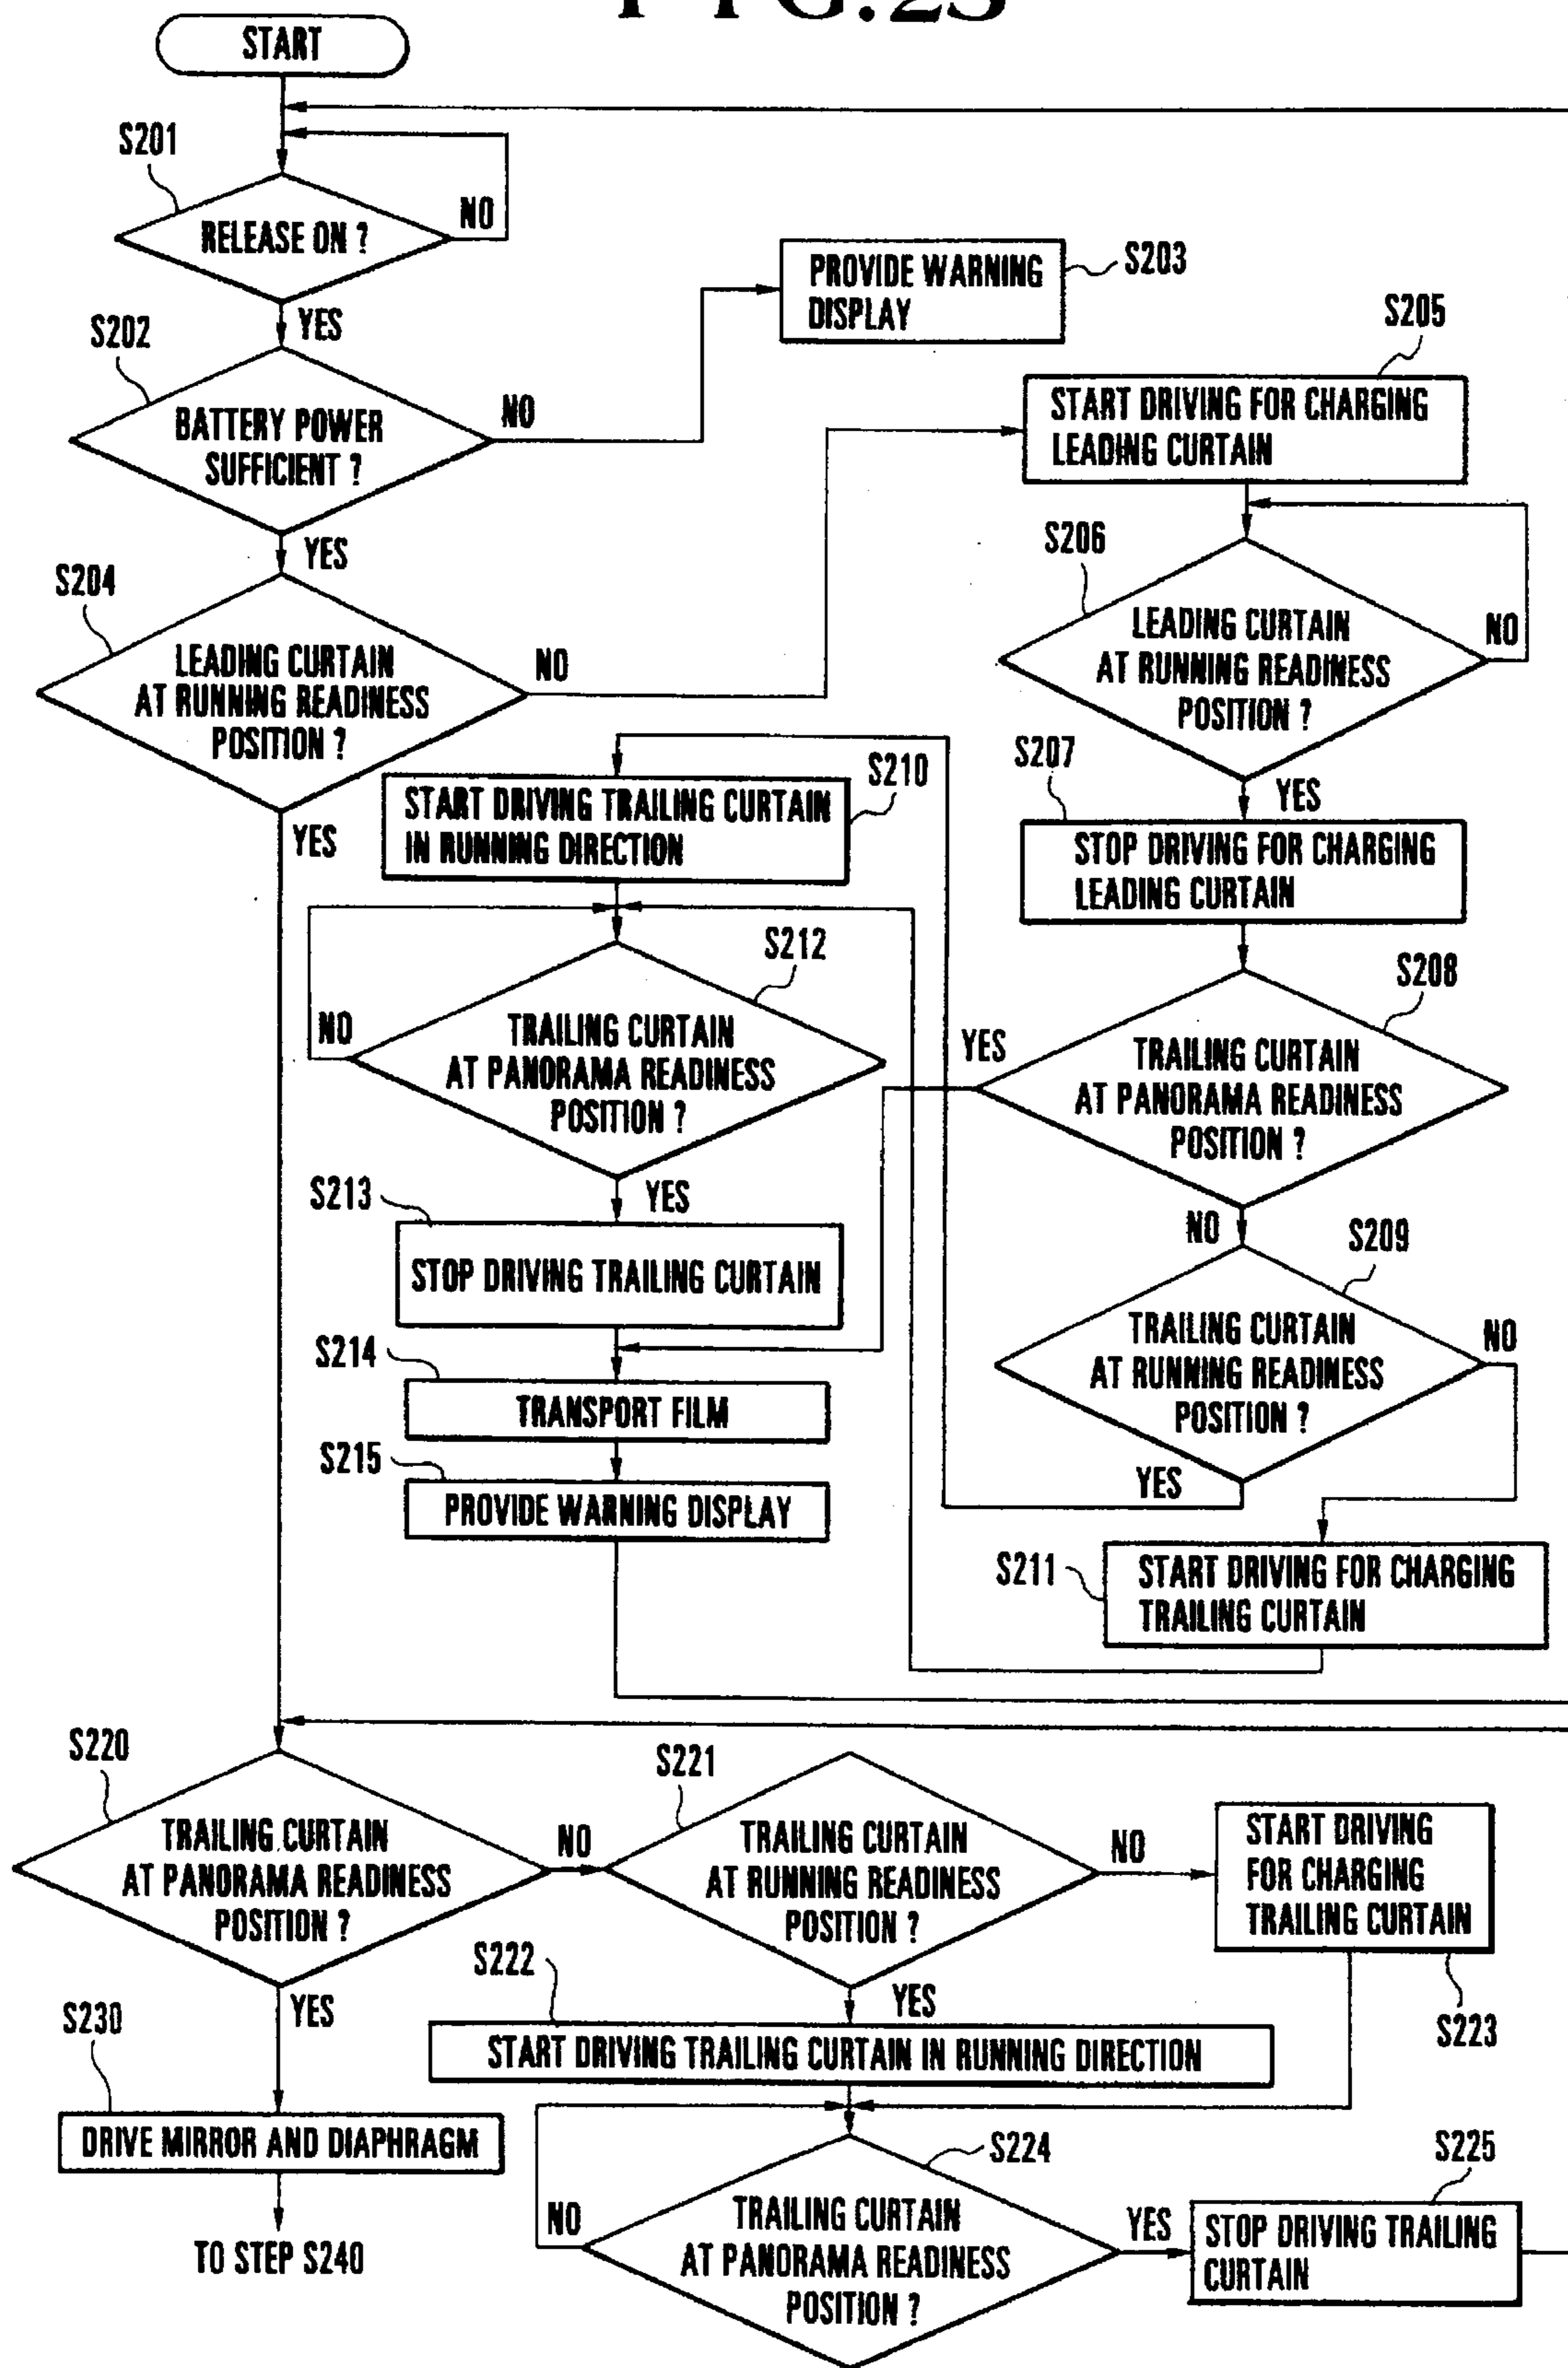 FIG.23
START
S201
RELEASE ON ?
NO
YES
S202
BATTERY POWER
SUFFICIENT ?
NO
YES
PROVIDE WARNING
DISPLAY
S203
S204
LEADING CURTAIN
AT RUNNING READINESS
POSITION ?
NO
YES
S205
START DRIVING FOR CHARGING
LEADING CURTAIN
S206
LEADING CURTAIN
AT RUNNING READINESS
POSITION ?
NO
YES
S207
STOP DRIVING FOR CHARGING
LEADING CURTAIN
S208
TRAILING CURTAIN
AT PANORAMA READINESS
POSITION ?
YES
NO
S209
TRAILING CURTAIN
AT RUNNING READINESS
POSITION ?
NO
YES
S210
START DRIVING TRAILING CURTAIN
IN RUNNING DIRECTION
S211
START DRIVING FOR CHARGING
TRAILING CURTAIN
S212
TRAILING CURTAIN
AT PANORAMA READINESS
POSITION ?
NO
YES
S213
STOP DRIVING TRAILING CURTAIN
S214
TRANSPORT FILM
S215
PROVIDE WARNING DISPLAY
S220
TRAILING CURTAIN
AT PANORAMA READINESS
POSITION ?
NO
YES
S221
TRAILING CURTAIN
AT RUNNING READINESS
POSITION ?
NO
YES
S222
START DRIVING TRAILING CURTAIN IN RUNNING DIRECTION
START DRIVING
FOR CHARGING
TRAILING CURTAIN
S223
S224
TRAILING CURTAIN
AT PANORAMA READINESS
POSITION ?
NO
YES
S225
STOP DRIVING TRAILING
CURTAIN
S230
DRIVE MIRROR AND DIAPHRAGM
TO STEP S240